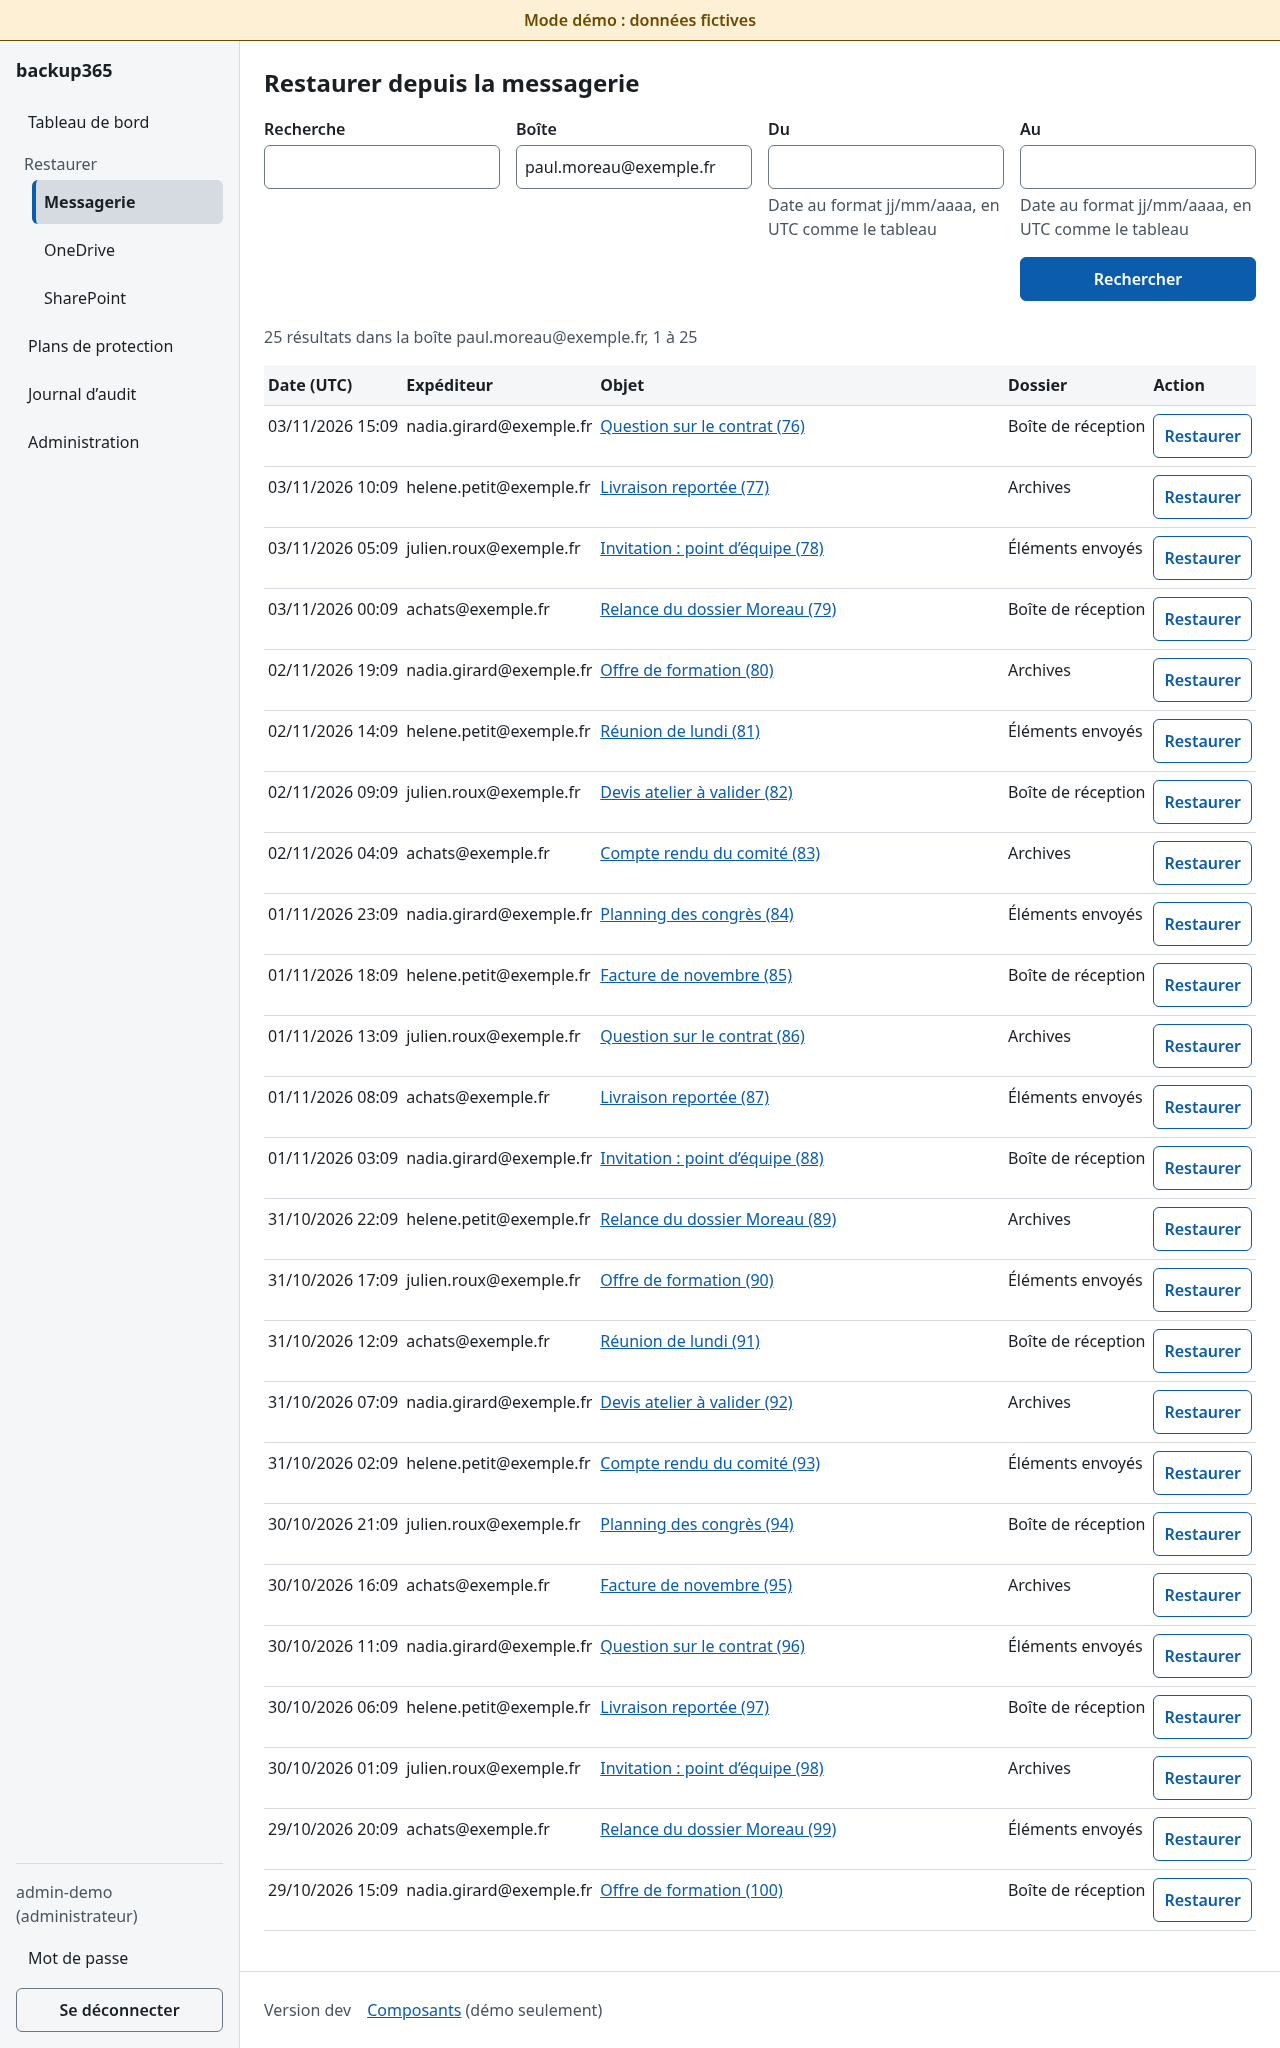 Mode démo : données fictives
backup365
Tableau de bord
Restaurer
Messagerie
OneDrive
SharePoint
Plans de protection
Journal d’audit
Administration
admin-demo
(administrateur)
Mot de passe
Se déconnecter
Restaurer depuis la messagerie
Recherche Boîte Du Au
paul.moreau@exemple.fr
Date au format jj/mm/aaaa, en UTC comme le tableau
Date au format jj/mm/aaaa, en UTC comme le tableau
Rechercher
25 résultats dans la boîte paul.moreau@exemple.fr, 1 à 25
Date (UTC) Expéditeur Objet Dossier Action
03/11/2026 15:09 nadia.girard@exemple.fr Question sur le contrat (76) Boîte de réception Restaurer
03/11/2026 10:09 helene.petit@exemple.fr Livraison reportée (77) Archives Restaurer
03/11/2026 05:09 julien.roux@exemple.fr Invitation : point d’équipe (78) Éléments envoyés Restaurer
03/11/2026 00:09 achats@exemple.fr Relance du dossier Moreau (79) Boîte de réception Restaurer
02/11/2026 19:09 nadia.girard@exemple.fr Offre de formation (80) Archives Restaurer
02/11/2026 14:09 helene.petit@exemple.fr Réunion de lundi (81) Éléments envoyés Restaurer
02/11/2026 09:09 julien.roux@exemple.fr Devis atelier à valider (82) Boîte de réception Restaurer
02/11/2026 04:09 achats@exemple.fr Compte rendu du comité (83) Archives Restaurer
01/11/2026 23:09 nadia.girard@exemple.fr Planning des congrès (84) Éléments envoyés Restaurer
01/11/2026 18:09 helene.petit@exemple.fr Facture de novembre (85) Boîte de réception Restaurer
01/11/2026 13:09 julien.roux@exemple.fr Question sur le contrat (86) Archives Restaurer
01/11/2026 08:09 achats@exemple.fr Livraison reportée (87) Éléments envoyés Restaurer
01/11/2026 03:09 nadia.girard@exemple.fr Invitation : point d’équipe (88) Boîte de réception Restaurer
31/10/2026 22:09 helene.petit@exemple.fr Relance du dossier Moreau (89) Archives Restaurer
31/10/2026 17:09 julien.roux@exemple.fr Offre de formation (90) Éléments envoyés Restaurer
31/10/2026 12:09 achats@exemple.fr Réunion de lundi (91) Boîte de réception Restaurer
31/10/2026 07:09 nadia.girard@exemple.fr Devis atelier à valider (92) Archives Restaurer
31/10/2026 02:09 helene.petit@exemple.fr Compte rendu du comité (93) Éléments envoyés Restaurer
30/10/2026 21:09 julien.roux@exemple.fr Planning des congrès (94) Boîte de réception Restaurer
30/10/2026 16:09 achats@exemple.fr Facture de novembre (95) Archives Restaurer
30/10/2026 11:09 nadia.girard@exemple.fr Question sur le contrat (96) Éléments envoyés Restaurer
30/10/2026 06:09 helene.petit@exemple.fr Livraison reportée (97) Boîte de réception Restaurer
30/10/2026 01:09 julien.roux@exemple.fr Invitation : point d’équipe (98) Archives Restaurer
29/10/2026 20:09 achats@exemple.fr Relance du dossier Moreau (99) Éléments envoyés Restaurer
29/10/2026 15:09 nadia.girard@exemple.fr Offre de formation (100) Boîte de réception Restaurer
Version dev Composants (démo seulement)